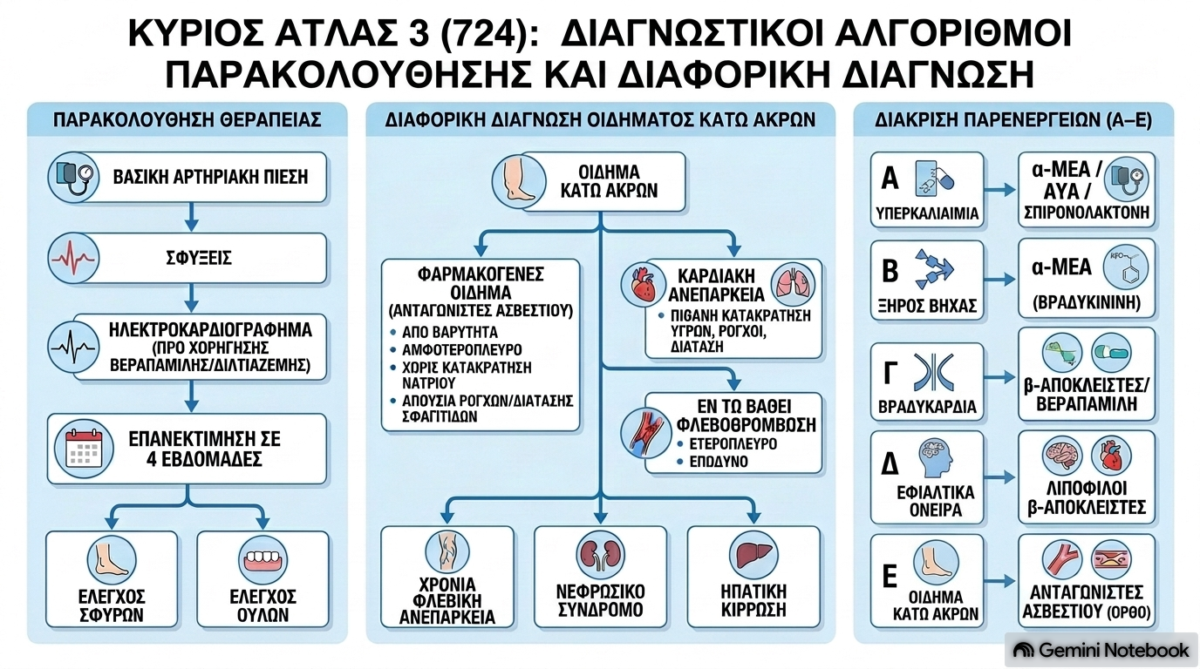 ΚΥΡΙΟΣ ΑΤΛΑΣ 3 (724): ΔΙΑΓΝΩΣΤΙΚΟΙ ΑΛΓΟΡΙΘΜΟΙ
ΠΑΡΑΚΟΛΟΥΘΗΣΗΣ ΚΑΙ ΔΙΑΦΟΡΙΚΗ ΔΙΑΓΝΩΣΗ
ΠΑΡΑΚΟΛΟΥΘΗΣΗ ΘΕΡΑΠΕΙΑΣ
ΒΑΣΙΚΗ ΑΡΤΗΡΙΑΚΗ ΠΙΕΣΗ
ΣΦΥΞΕΙΣ
ΗΛΕΚΤΡΟΚΑΡΔΙΟΓΡΑΦΗΜΑ
(ΠΡΟ ΧΟΡΗΓΗΣΗΣ
ΒΕΡΑΠΑΜΙΛΗΣ/ΔΙΛΤΙΑΖΕΜΗΣ)
ΕΠΑΝΕΚΤΙΜΗΣΗ ΣΕ
4 ΕΒΔΟΜΑΔΕΣ
ΕΛΕΓΧΟΣ
ΣΦΥΡΩΝ
ΕΛΕΓΧΟΣ
ΟΥΛΩΝ
ΔΙΑΦΟΡΙΚΗ ΔΙΑΓΝΩΣΗ ΟΙΔΗΜΑΤΟΣ ΚΑΤΩ ΑΚΡΩΝ
ΟΙΔΗΜΑ
ΚΑΤΩ ΑΚΡΩΝ
ΦΑΡΜΑΚΟΓΕΝΕΣ
ΟΙΔΗΜΑ
(ΑΝΤΑΓΩΝΙΣΤΕΣ ΑΣΒΕΣΤΙΟΥ)
• ΑΠΟ ΒΑΡΥΤΗΤΑ
• ΑΜΦΟΤΕΡΟΠΛΕΥΡΟ
• ΧΩΡΙΣ ΚΑΤΑΚΡΑΤΗΣΗ
ΝΑΤΡΙΟΥ
• ΑΠΟΥΣΙΑ ΡΟΓΧΩΝ/ΔΙΑΤΑΣΗΣ
ΣΦΑΓΙΤΙΔΩΝ
ΚΑΡΔΙΑΚΗ
ΑΝΕΠΑΡΚΕΙΑ
• ΠΙΘΑΝΗ ΚΑΤΑΚΡΑΤΗΣΗ
ΥΓΡΩΝ, ΡΟΓΧΟΙ,
ΔΙΑΤΑΣΗ
ΕΝ ΤΩ ΒΑΘΕΙ
ΦΛΕΒΟΘΡΟΜΒΩΣΗ
• ΕΤΕΡΟΠΛΕΥΡΟ
• ΕΠΩΔΥΝΟ
ΧΡΟΝΙΑ
ΦΛΕΒΙΚΗ
ΑΝΕΠΑΡΚΕΙΑ
ΝΕΦΡΩΣΙΚΟ
ΣΥΝΔΡΟΜΟ
ΗΠΑΤΙΚΗ
ΚΙΡΡΩΣΗ
ΔΙΑΚΡΙΣΗ ΠΑΡΕΝΕΡΓΕΙΩΝ (Α–Ε)
Α
ΥΠΕΡΚΑΛΙΑΙΜΙΑ
α-ΜΕΑ /
ΑΥΑ /
ΣΠΙΡΟΝΟΛΑΚΤΟΝΗ
Β
ΞΗΡΟΣ ΒΗΧΑΣ
α-ΜΕΑ
(ΒΡΑΔΥΚΙΝΙΝΗ)
Γ
ΒΡΑΔΥΚΑΡΔΙΑ
β-ΑΠΟΚΛΕΙΣΤΕΣ/
ΒΕΡΑΠΑΜΙΛΗ
Δ
ΕΦΙΑΛΤΙΚΑ
ΟΝΕΙΡΑ
ΛΙΠΟΦΙΛΟΙ
β-ΑΠΟΚΛΕΙΣΤΕΣ
Ε
ΟΙΔΗΜΑ
ΚΑΤΩ ΑΚΡΩΝ
ΑΝΤΑΓΩΝΙΣΤΕΣ
ΑΣΒΕΣΤΙΟΥ (ΟΡΘΟ)
Gemini Notebook